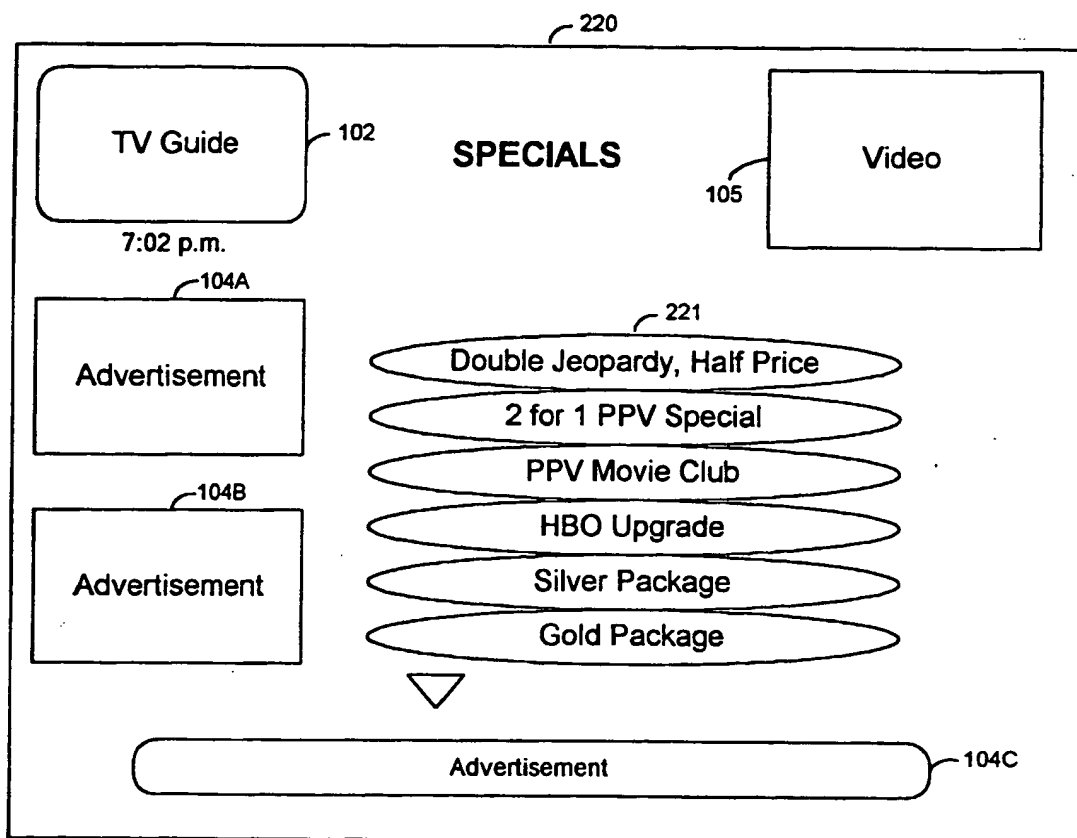 220
TV Guide
102
SPECIALS
Video
105
7:02 p.m.
104A
Advertisement
221
Double Jeopardy, Half Price
2 for 1 PPV Special
PPV Movie Club
HBO Upgrade
Silver Package
Gold Package
104B
Advertisement
Advertisement
104C